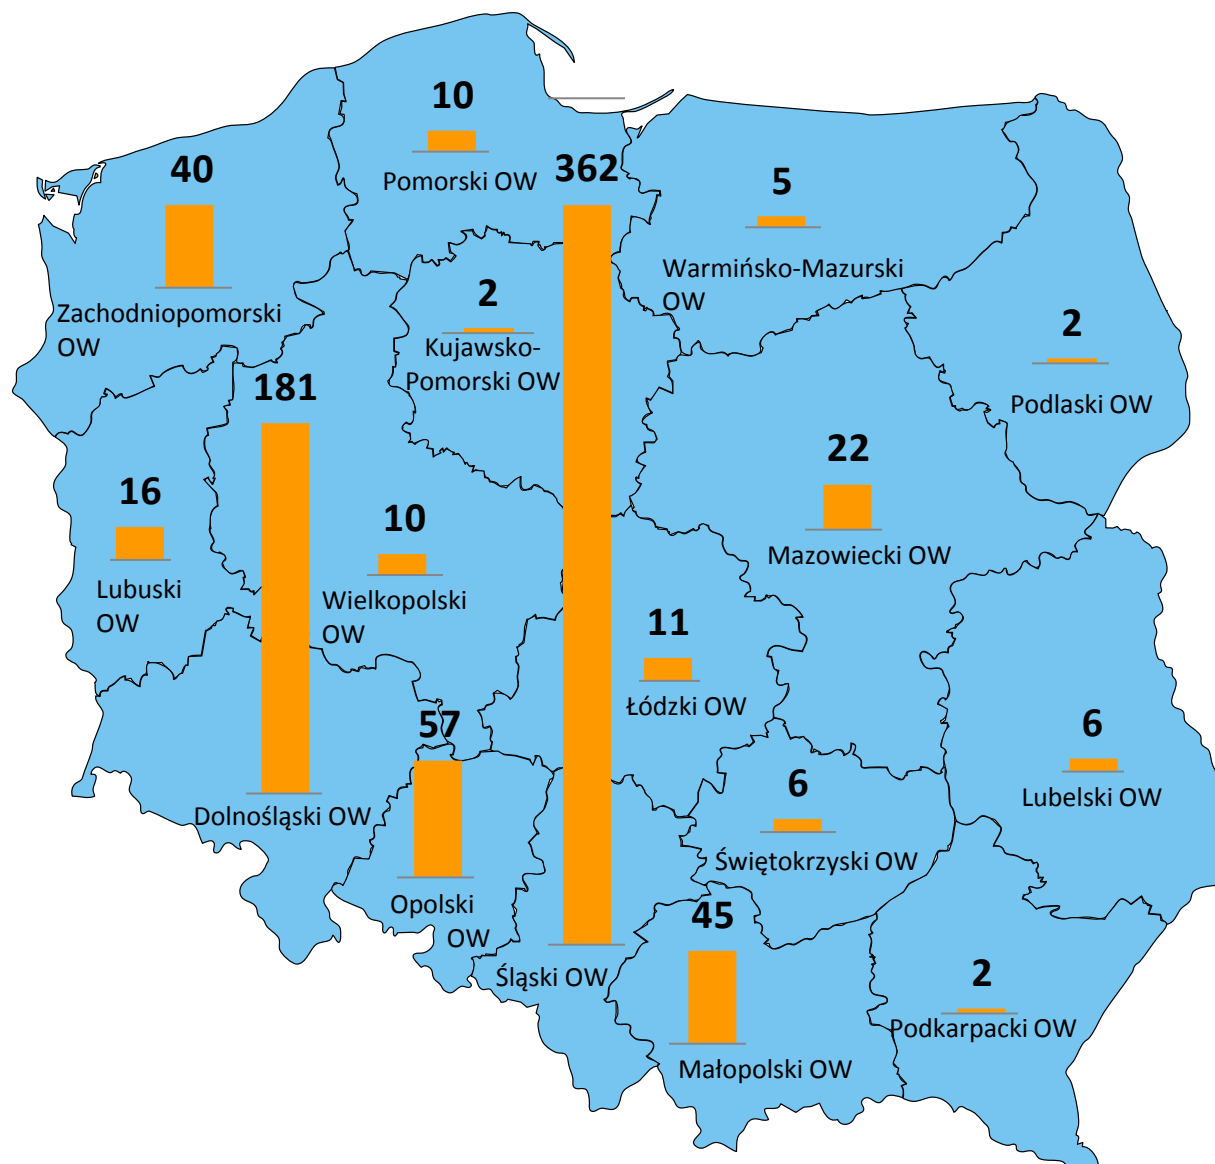 10
Pomorski OW
362
40
Zachodniopomorski
OW
5
Warmińsko-Mazurski
OW
2
Kujawsko-
Pomorski OW
2
Podlaski OW
181
Dolnośląski OW
22
Mazowiecki OW
16
Lubuski
OW
10
Wielkopolski
OW
11
Łódzki OW
57
Opolski
OW
6
Lubelski OW
6
Świętokrzyski OW
Śląski OW
45
Małopolski OW
2
Podkarpacki OW